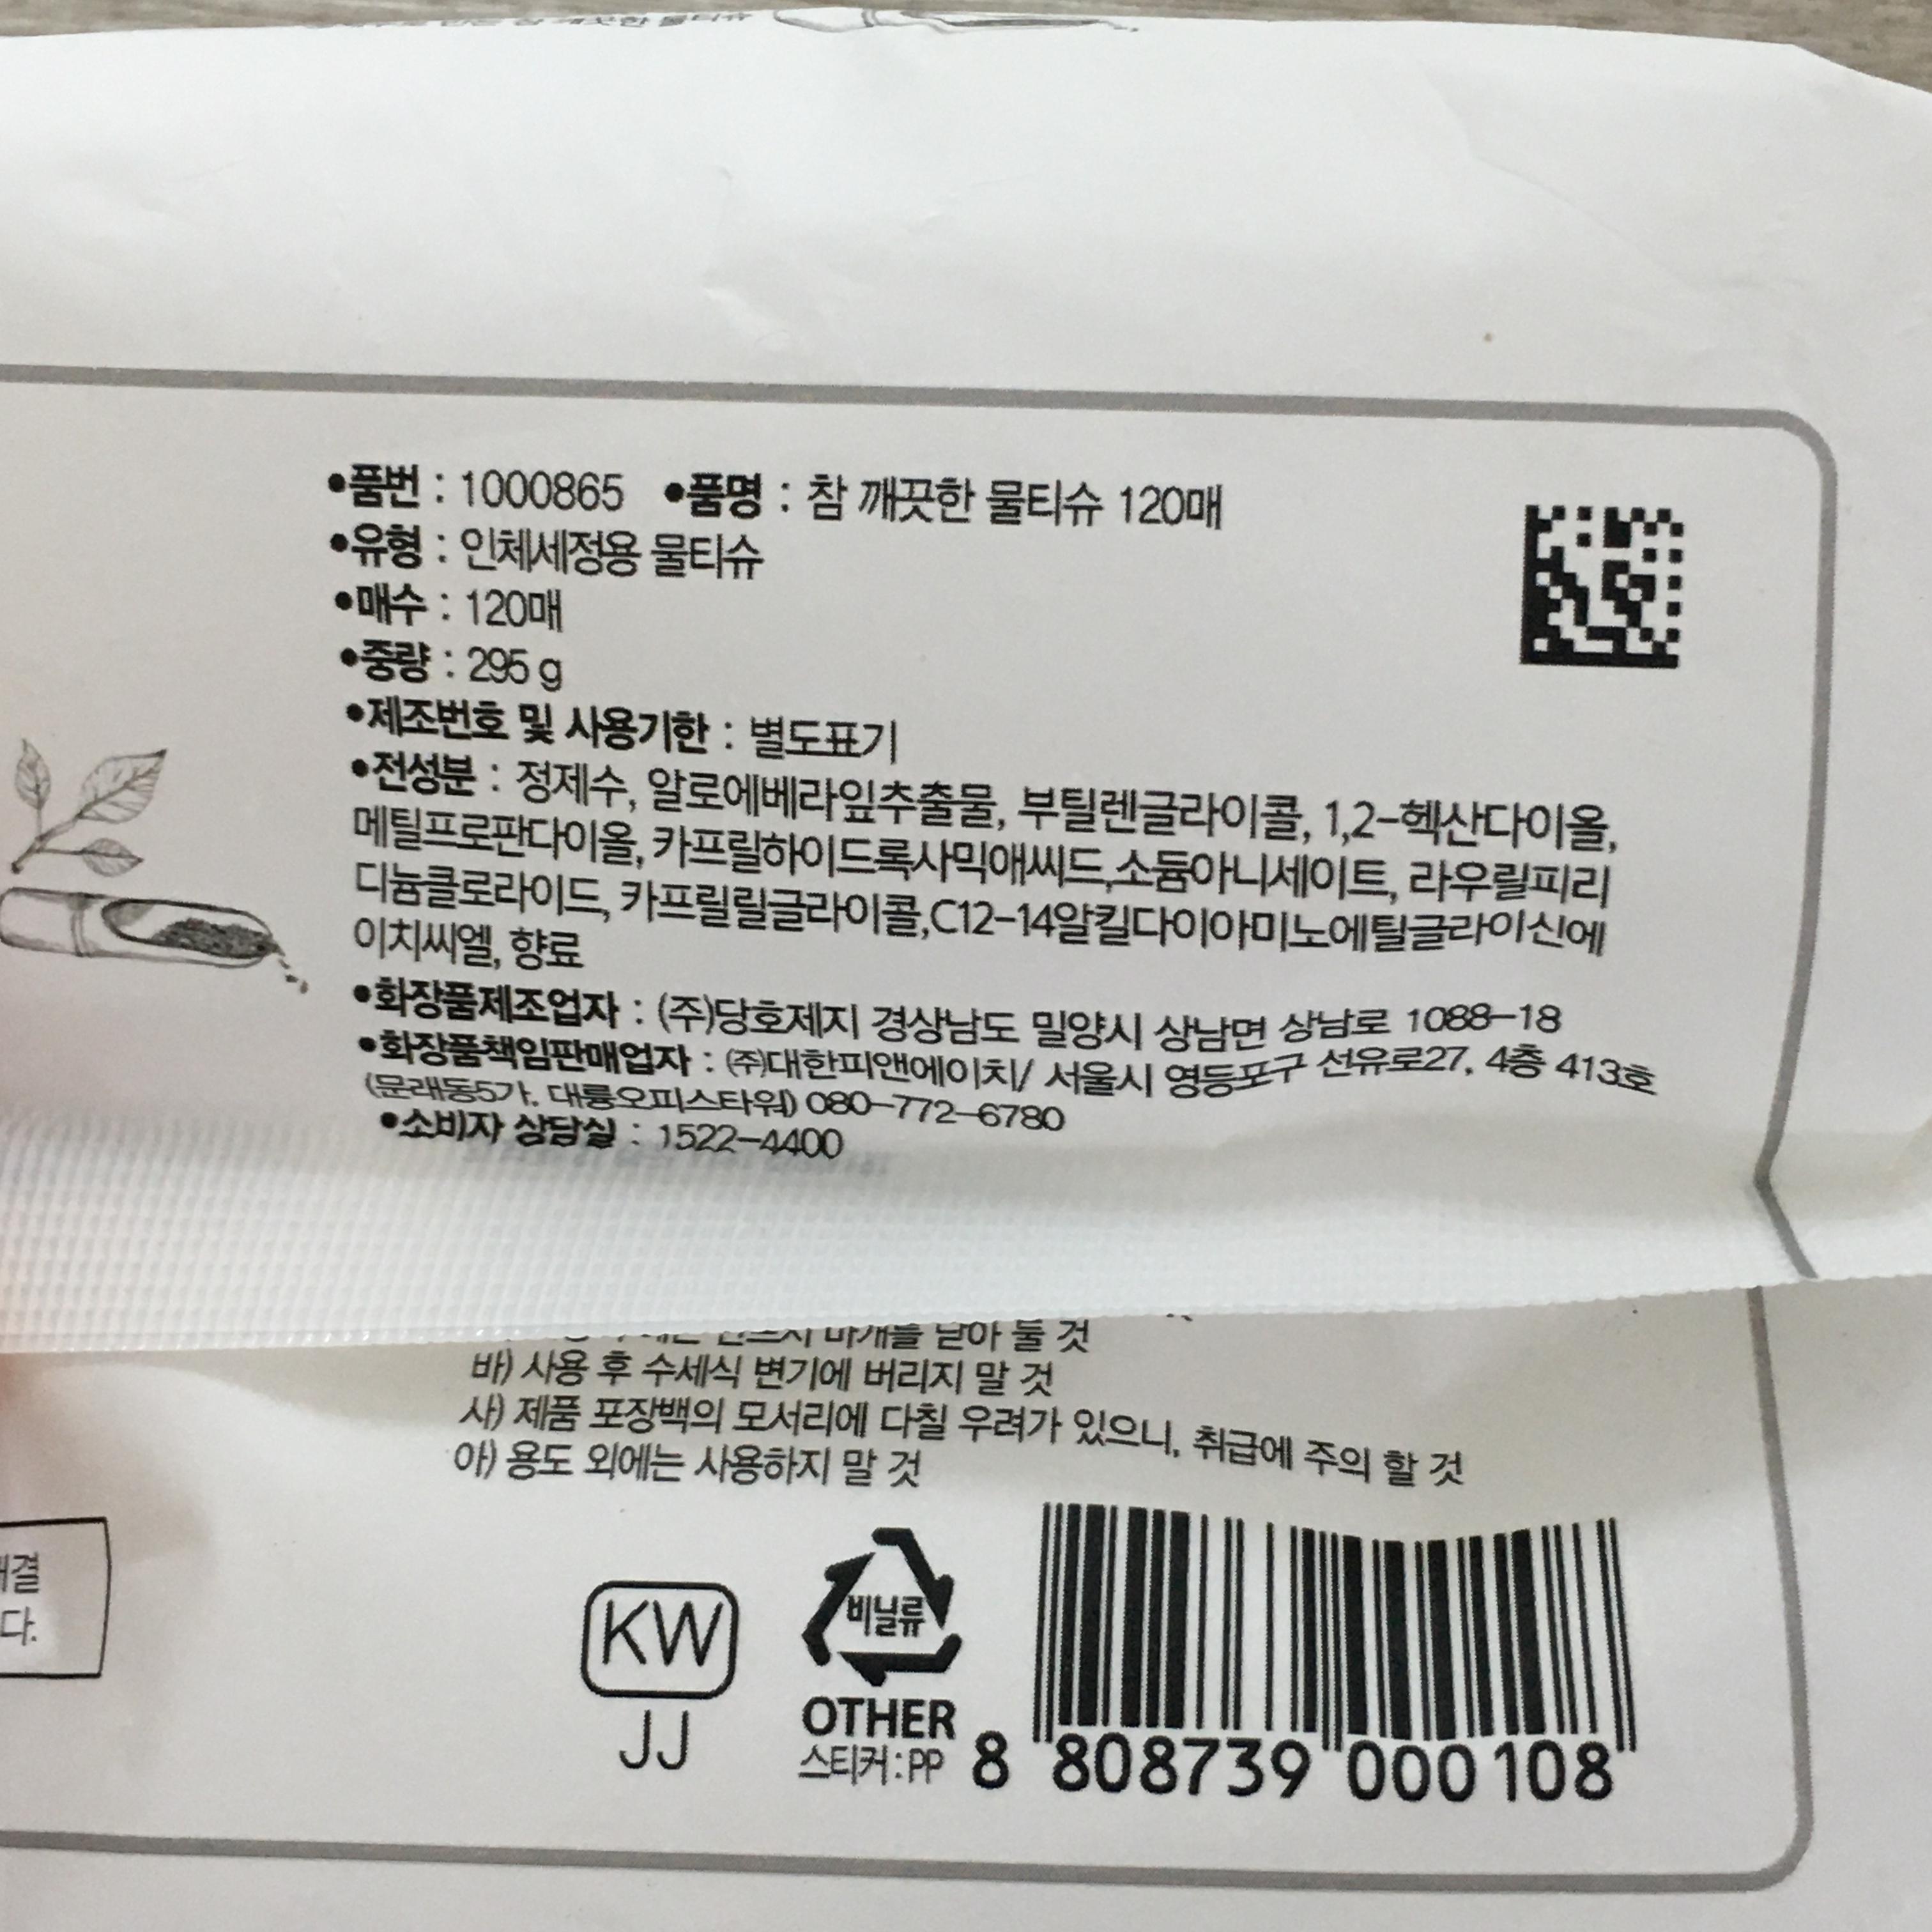 깨끗한 물티슈
•품번 : 1000865 •품명 : 참 깨끗한 물티슈 120매
•유형 : 인체세정용 물티슈
•매수 : 120매
•중량 : 295 g
•제조번호 및 사용기한 : 별도표기
•전성분 : 정제수, 알로에베라잎추출물, 부틸렌글라이콜, 1,2-헥산다이올,
메틸프로판다이올, 카프릴하이드록사믹애씨드,소듐아니세이트, 라우릴피리
디늄클로라이드, 카프릴릴글라이콜,C12-14알킬다이아미노에틸글라이신에
이치씨엘, 향료
•화장품제조업자 : (주)당호제지 경상남도 밀양시 상남면 상남로 1088-18
•화장품책임판매업자 : ㈜대한피앤에이치/ 서울시 영등포구 선유로27, 4층 413호
(문래동5가, 대륭오피스타워) 080-772-6780
•소비자 상담실 : 1522-4400
마개를 닫아 둘 것
바) 사용 후 수세식 변기에 버리지 말 것
사) 제품 포장백의 모서리에 다칠 우려가 있으니, 취급에 주의 할 것
아) 용도 외에는 사용하지 말 것
다.
KW
JJ
비닐류
OTHER
스티커:PP
8 808739 000108